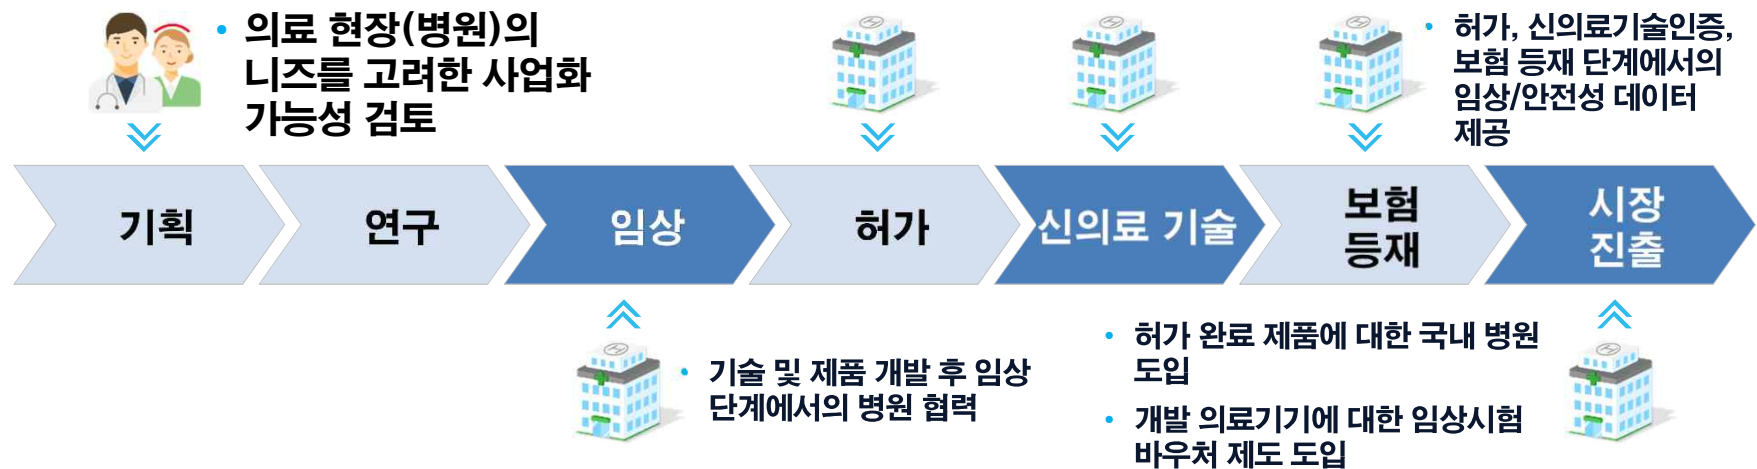 • 의료 현장(병원)의
니즈를 고려한 사업화
가능성 검토
• 허가, 신의료기술인증,
보험 등재 단계에서의
임상/안전성 데이터
제공
기획
연구
임상
허가
신의료 기술
보험
등재
시장
진출
• 기술 및 제품 개발 후 임상
단계에서의 병원 협력
• 허가 완료 제품에 대한 국내 병원
도입
• 개발 의료기기에 대한 임상시험
바우처 제도 도입